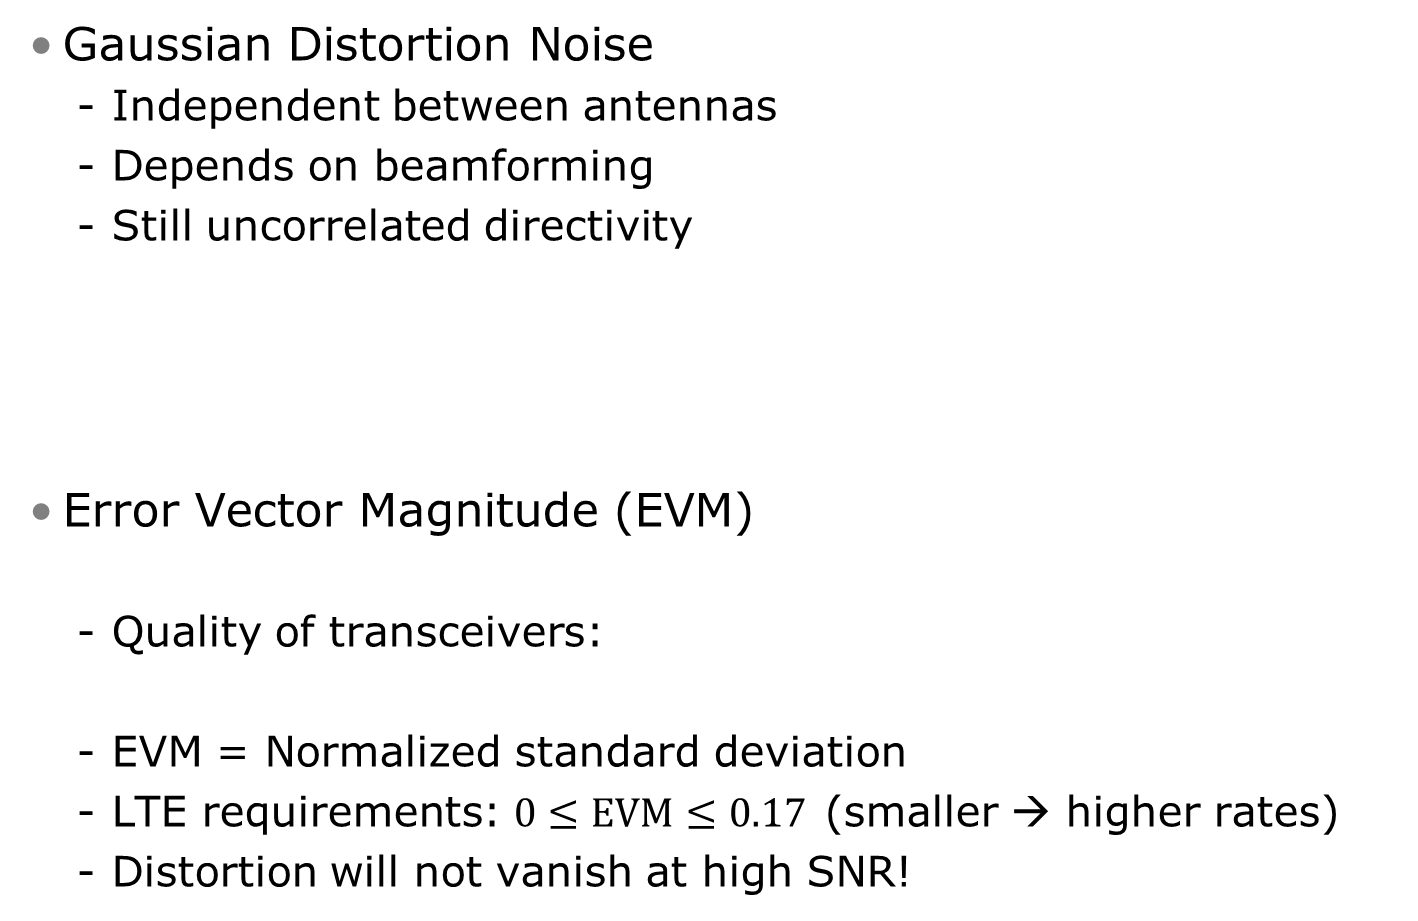 • Gaussian Distortion Noise
- Independent between antennas
- Depends on beamforming
- Still uncorrelated directivity
• Error Vector Magnitude (EVM)
- Quality of transceivers:
- EVM = Normalized standard deviation
- LTE requirements: 0 ≤ EVM ≤ 0.17 (smaller → higher rates)
- Distortion will not vanish at high SNR!